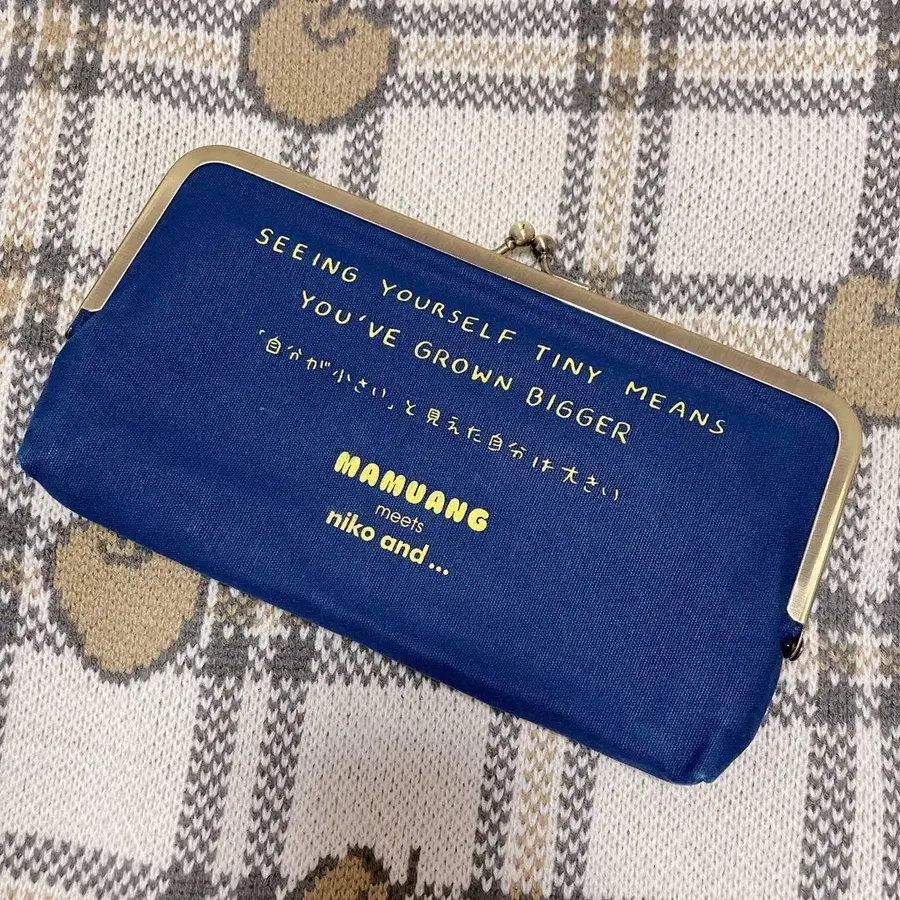 SEEING YOURSELF TINY MEANS
YOU'VE GROWN BIGGER
「自分が小さい」と見えた自分は大きい
MAMUANG
meets
niko and ...